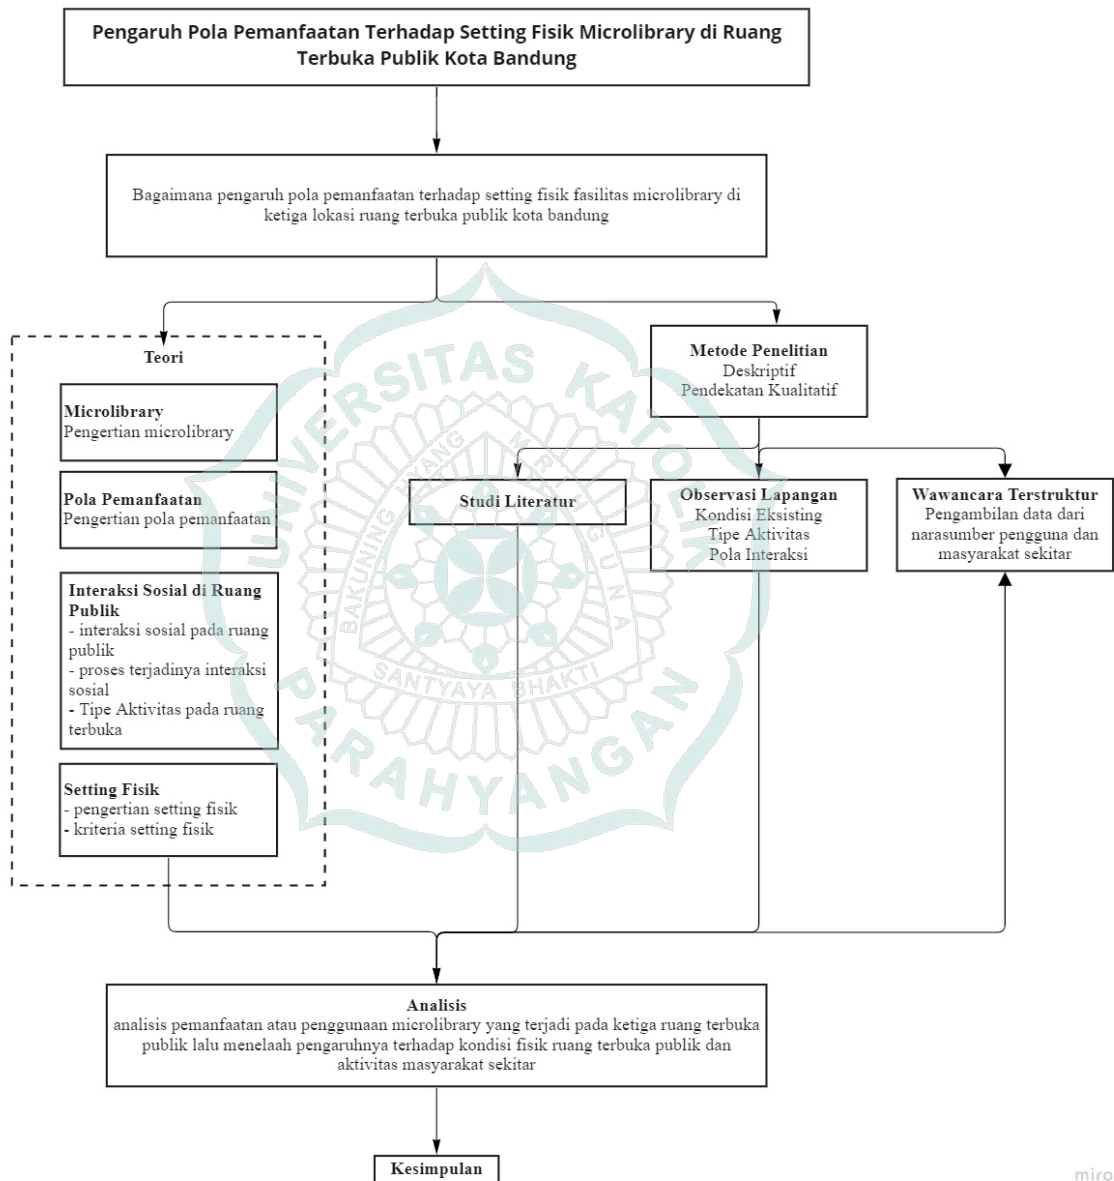 Pengaruh Pola Pemanfaatan Terhadap Setting Fisik Microlibrary di Ruang
Terbuka Publik Kota Bandung
Bagaimana pengaruh pola pemanfaatan terhadap setting fisik fasilitas microlibrary di
ketiga lokasi ruang terbuka publik kota bandung
Teori
Microlibrary
Pengertian microlibrary
Pola Pemanfaatan
Pengertian pola pemanfaatan
Interaksi Sosial di Ruang
Publik
- interaksi sosial pada ruang
publik
- proses terjadinya interaksi
sosial
- Tipe Aktivitas pada ruang
terbuka
Setting Fisik
- pengertian setting fisik
- kriteria setting fisik
Metode Penelitian
Deskriptif
Pendekatan Kualitatif
Studi Literatur
Observasi Lapangan
Kondisi Eksisting
Tipe Aktivitas
Pola Interaksi
Wawancara Terstruktur
Pengambilan data dari
narasumber pengguna dan
masyarakat sekitar
Analisis
analisis pemanfaatan atau penggunaan microlibrary yang terjadi pada ketiga ruang terbuka
publik lalu menelaah pengaruhnya terhadap kondisi fisik ruang terbuka publik dan
aktivitas masyarakat sekitar
Kesimpulan
UNIVERSITAS KATOLIK
PARAHYANGAN
BAKUNING HYANG MRIH GUNA
SANTYAYA BHAKTI
miro